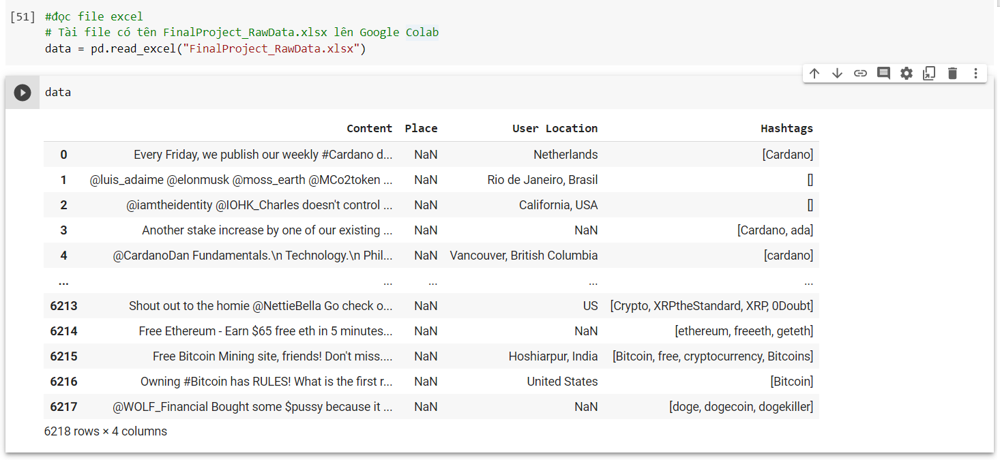 [51] #đọc file excel
# Tài file có tên FinalProject_RawData.xlsx lên Google Colab
data = pd.read_excel("FinalProject_RawData.xlsx")
data
Content Place User Location Hashtags
0 Every Friday, we publish our weekly #Cardano d... NaN Netherlands [Cardano]
1 @luis_adaime @elonmusk @moss_earth @MCo2token ... NaN Rio de Janeiro, Brasil []
2 @iamtheidentity @IOHK_Charles doesn't control ... NaN California, USA []
3 Another stake increase by one of our existing ... NaN NaN [Cardano, ada]
4 @CardanoDan Fundamentals.\n Technology.\n Phil... NaN Vancouver, British Columbia [cardano]
... ... ... ... ...
6213 Shout out to the homie @NettieBella Go check o... NaN US [Crypto, XRPtheStandard, XRP, 0Doubt]
6214 Free Ethereum - Earn $65 free eth in 5 minutes... NaN NaN [ethereum, freeeth, geteth]
6215 Free Bitcoin Mining site, friends! Don't miss.... NaN Hoshiarpur, India [Bitcoin, free, cryptocurrency, Bitcoins]
6216 Owning #Bitcoin has RULES! What is the first r... NaN United States [Bitcoin]
6217 @WOLF_Financial Bought some $pussy because it ... NaN NaN [doge, dogecoin, dogekiller]
6218 rows × 4 columns